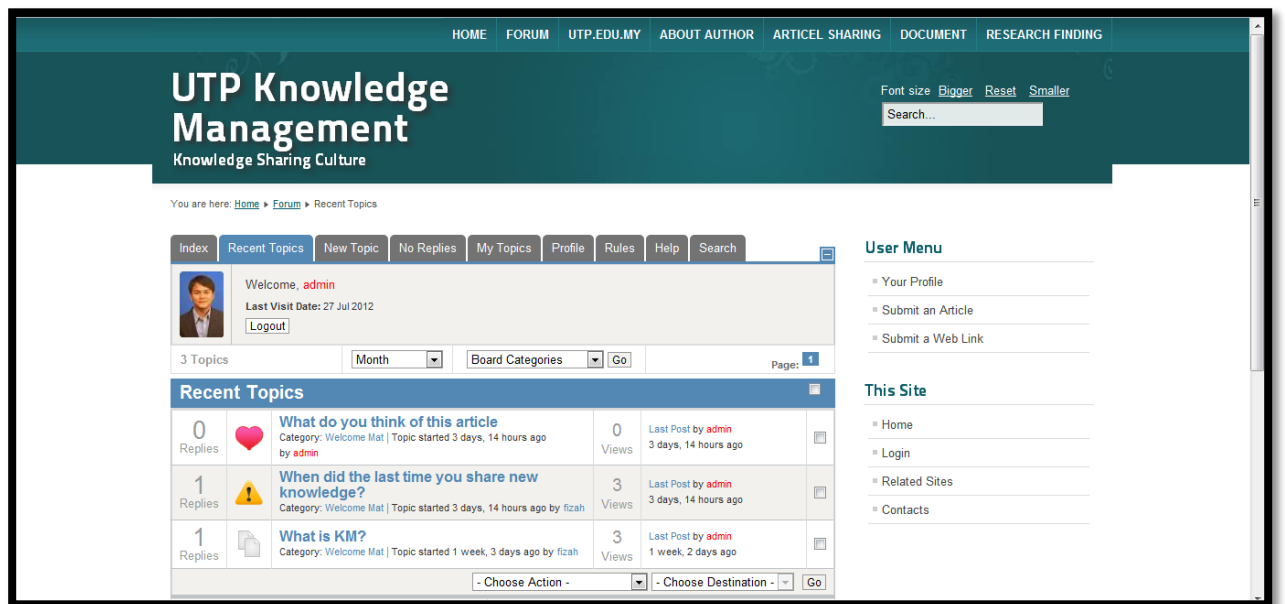 HOME FORUM UTP.EDU.MY ABOUT AUTHOR ARTICEL SHARING DOCUMENT RESEARCH FINDING
UTP Knowledge
Management
Knowledge Sharing Culture
Font size Bigger Reset Smaller
Search...
You are here: Home Forum Recent Topics
Index Recent Topics New Topic No Replies My Topics Profile Rules Help Search
Welcome, admin
Last Visit Date: 27 Jul 2012
Logout
3 Topics Month Board Categories Go Page: 1
Recent Topics
0 Replies
What do you think of this article
Category: Welcome Mat | Topic started 3 days, 14 hours ago
by admin
0 Views
Last Post by admin
3 days, 14 hours ago
1 Replies
When did the last time you share new
knowledge?
Category: Welcome Mat | Topic started 3 days, 14 hours ago by fizah
3 Views
Last Post by admin
3 days, 14 hours ago
1 Replies
What is KM?
Category: Welcome Mat | Topic started 1 week, 3 days ago by fizah
3 Views
Last Post by admin
1 week, 2 days ago
- Choose Action - - Choose Destination - Go
User Menu
Your Profile
Submit an Article
Submit a Web Link
This Site
Home
Login
Related Sites
Contacts